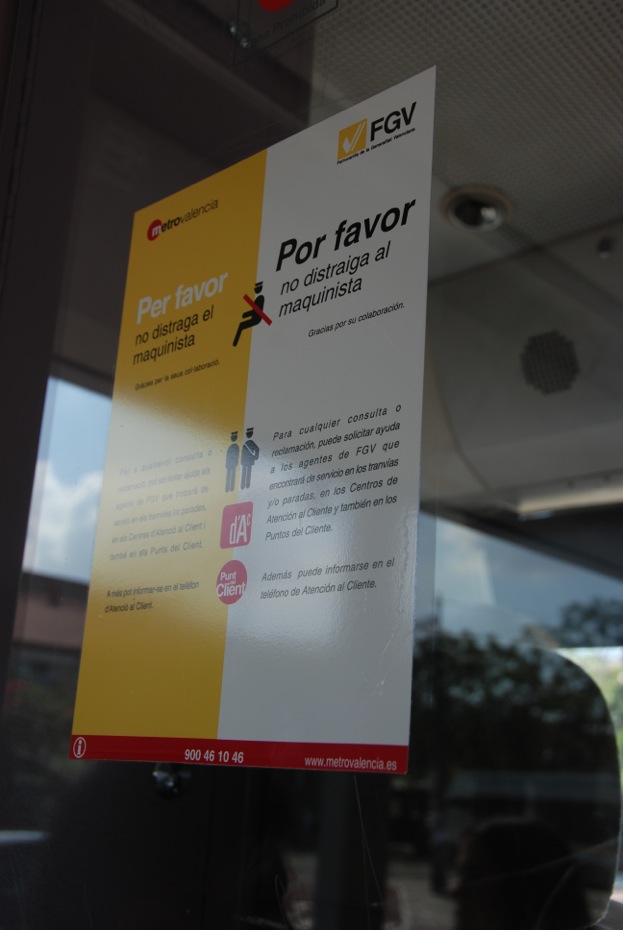 metrovalencia
Per favor
no distraga el
maquinista
Gràcies per la seua col·laboració.
Per a qualsevol consulta o
reclamació, pot sol·licitar ajuda als
agents de FGV que trobarà de
servici en els tramvies i/o parades,
en els Centres d'Atenció al Client i
també en els Punts del Client.
A més pot informar-se en el telèfon
d'Atenció al Client.
FGV
Ferrocarrils de la Generalitat Valenciana
Por favor
no distraiga al
maquinista
Gracias por su colaboración.
Para cualquier consulta o
reclamación, puede solicitar ayuda
a los agentes de FGV que
encontrará de servicio en los tramvías
y/o paradas, en los Centros de
Atención al Cliente y también en los
Puntos del Cliente.
Además puede informarse en el
teléfono de Atención al Cliente.
d'A
Punt
Client
900 46 10 46
www.metrovalencia.es